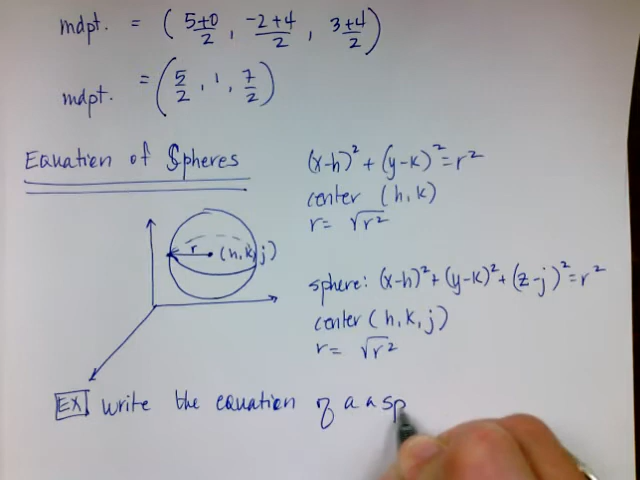 mdpt. = ( 5+0/2 , -2+4/2 , 3+4/2 )
mdpt. = ( 5/2 , 1 , 7/2 )
Equation of Spheres
(x-h)² + (y-k)² = r²
center (h, k)
r = √r²
r (h, k, j)
sphere: (x-h)² + (y-k)² + (z-j)² = r²
center (h, k, j)
r = √r²
EX Write the equation of a a sp